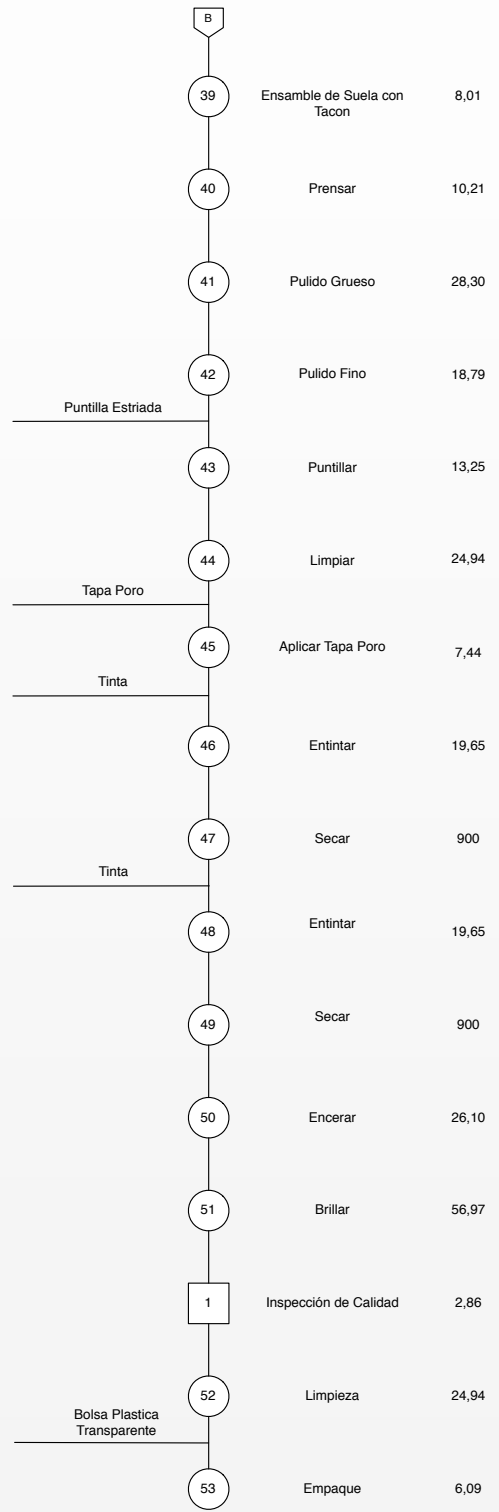 B
39 Ensamble de Suela con 8,01
Tacon
40 Prensar 10,21
41 Pulido Grueso 28,30
42 Pulido Fino 18,79
Puntilla Estriada
43 Puntillar 13,25
44 Limpiar 24,94
Tapa Poro
45 Aplicar Tapa Poro 7,44
Tinta
46 Entintar 19,65
47 Secar 900
Tinta
48 Entintar 19,65
49 Secar 900
50 Encerar 26,10
51 Brillar 56,97
1 Inspección de Calidad 2,86
52 Limpieza 24,94
Bolsa Plastica
Transparente
53 Empaque 6,09